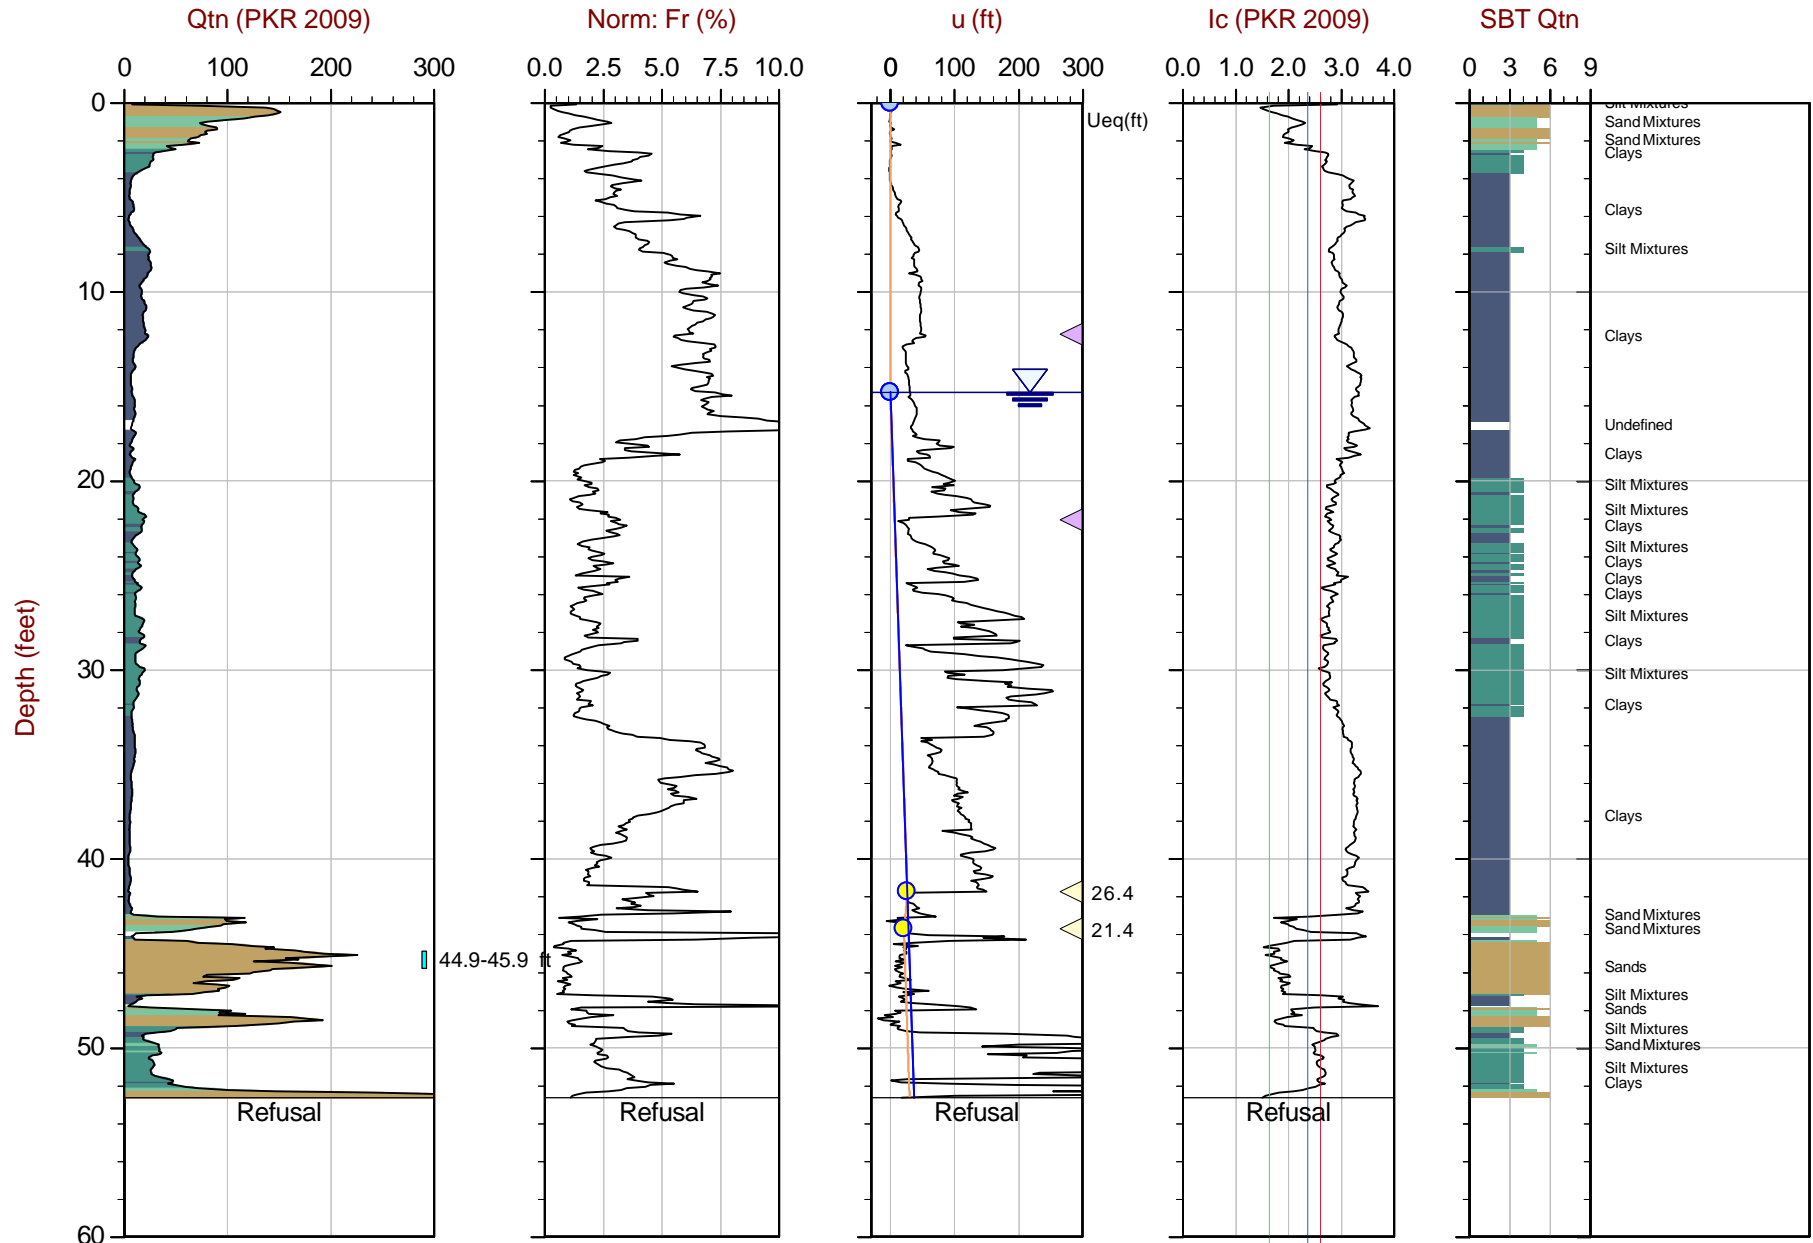 Qtn (PKR 2009)
Norm: Fr (%)
u (ft)
Ic (PKR 2009)
SBT Qtn
0 100 200 300
0.0 2.5 5.0 7.5 10.0
0 100 200 300
0.0 1.0 2.0 3.0 4.0
0 3 6 9
Depth (feet)
0
10
20
30
40
50
60
Ueq(ft)
26.4
21.4
44.9-45.9 ft
Refusal
Refusal
Refusal
Refusal
Silt Mixtures
Sand Mixtures
Sand Mixtures
Clays
Clays
Silt Mixtures
Clays
Undefined
Clays
Silt Mixtures
Silt Mixtures
Clays
Silt Mixtures
Clays
Clays
Clays
Silt Mixtures
Clays
Silt Mixtures
Clays
Clays
Sand Mixtures
Sand Mixtures
Sands
Silt Mixtures
Sands
Silt Mixtures
Sand Mixtures
Silt Mixtures
Clays